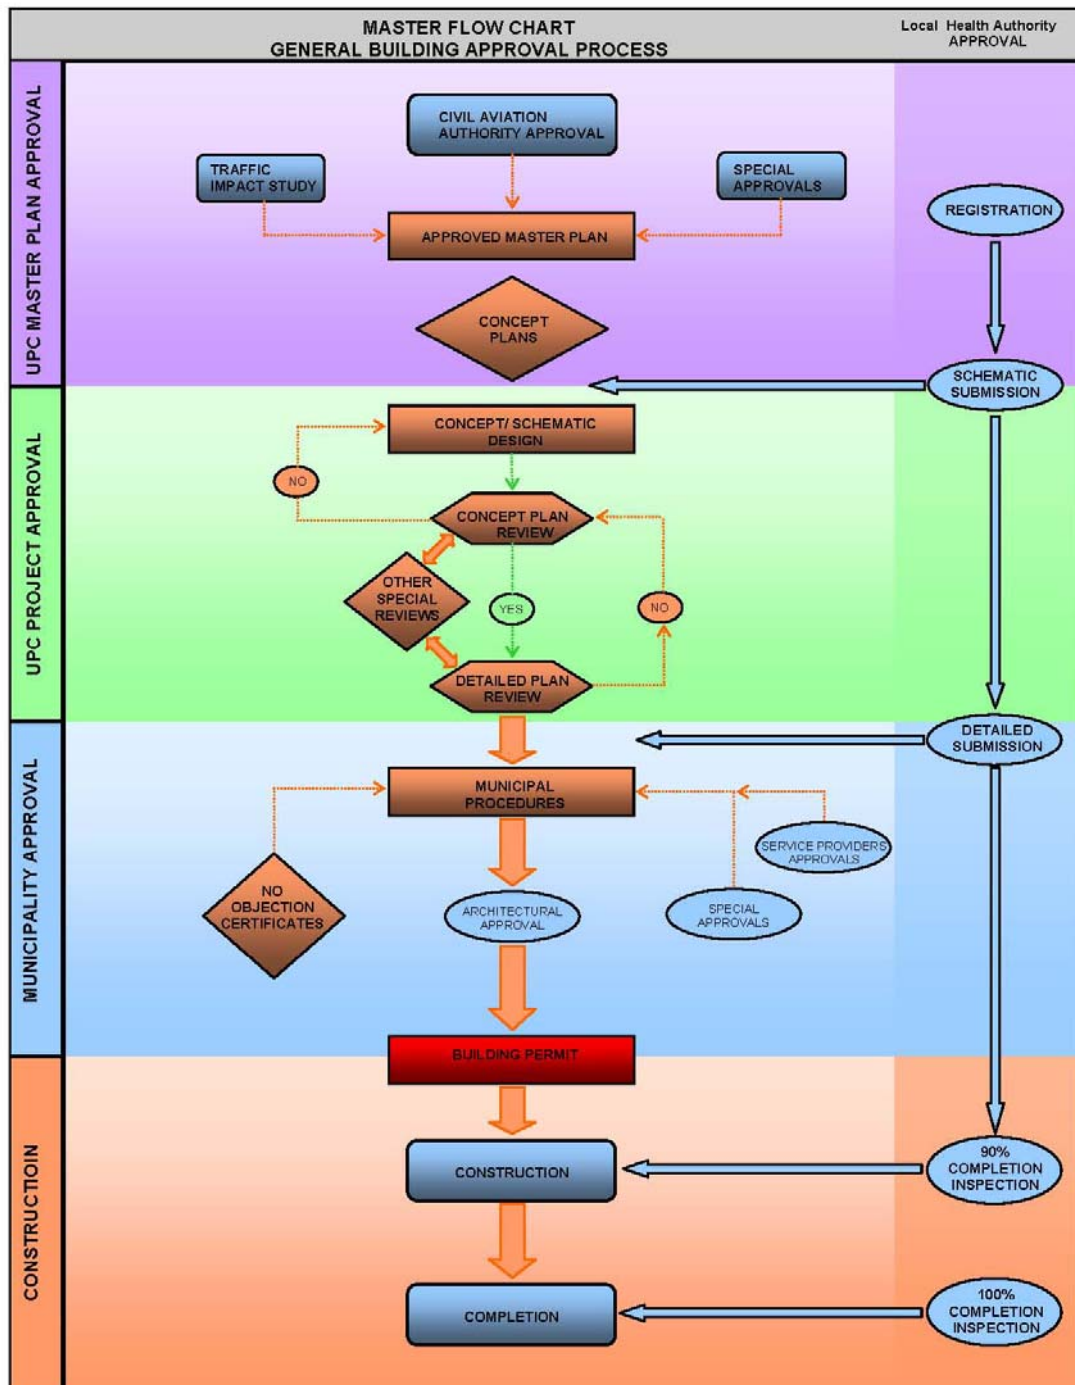 MASTER FLOW CHART
GENERAL BUILDING APPROVAL PROCESS
Local Health Authority
APPROVAL
UPC MASTER PLAN APPROVAL
CIVIL AVIATION
AUTHORITY APPROVAL
TRAFFIC
IMPACT STUDY
SPECIAL
APPROVALS
REGISTRATION
APPROVED MASTER PLAN
CONCEPT
PLANS
SCHEMATIC
SUBMISSION
UPC PROJECT APPROVAL
CONCEPT/ SCHEMATIC
DESIGN
NO
CONCEPT PLAN
REVIEW
OTHER
SPECIAL
REVIEWS
YES
NO
DETAILED PLAN
REVIEW
DETAILED
SUBMISSION
MUNICIPALITY APPROVAL
MUNICIPAL
PROCEDURES
SERVICE PROVIDERS
APPROVALS
NO
OBJECTION
CERTIFICATES
ARCHITECTURAL
APPROVAL
SPECIAL
APPROVALS
BUILDING PERMIT
CONSTRUCTIOIN
CONSTRUCTION
90%
COMPLETION
INSPECTION
COMPLETION
100%
COMPLETION
INSPECTION